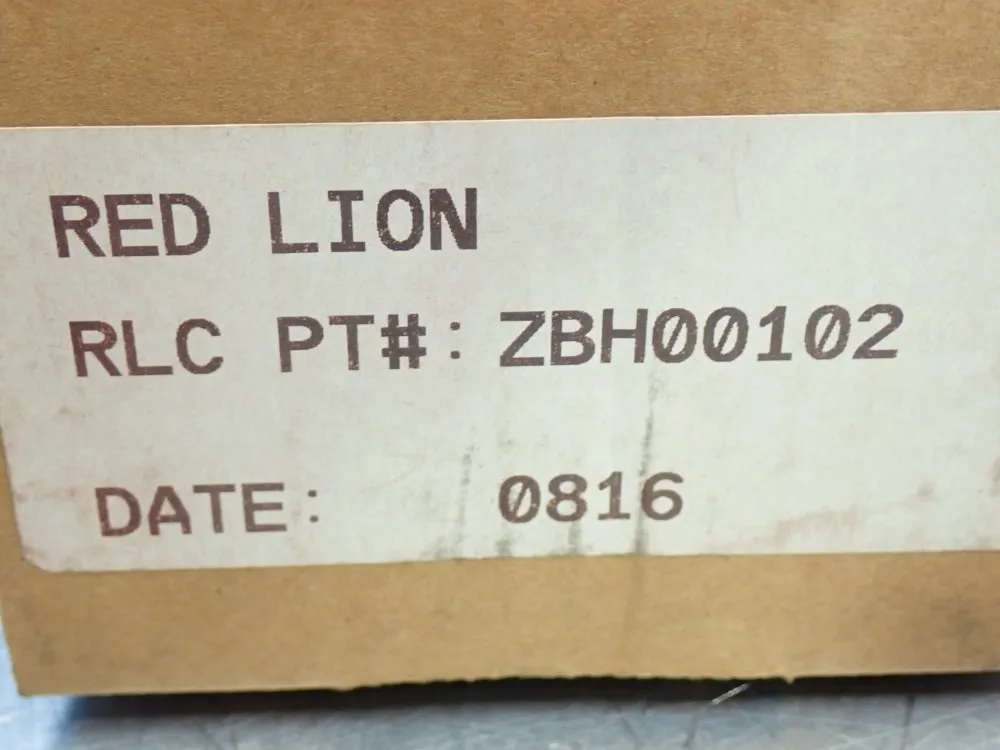 RED LION
RLC PT#: ZBH00102
DATE: 0816